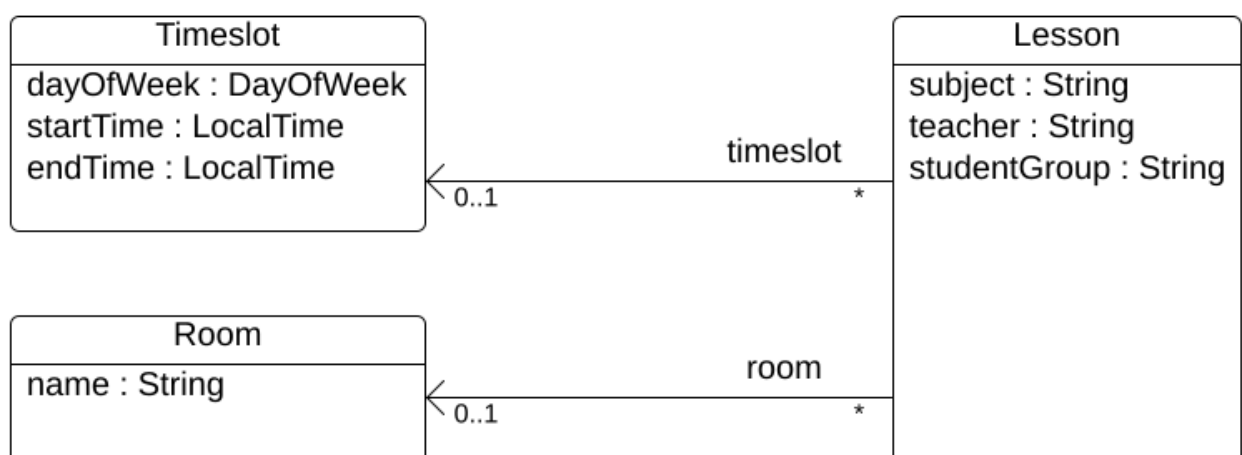 Timeslot
dayOfWeek : DayOfWeek
startTime : LocalTime
endTime : LocalTime
timeslot
0..1
*
Lesson
subject : String
teacher : String
studentGroup : String
Room
name : String
room
0..1
*